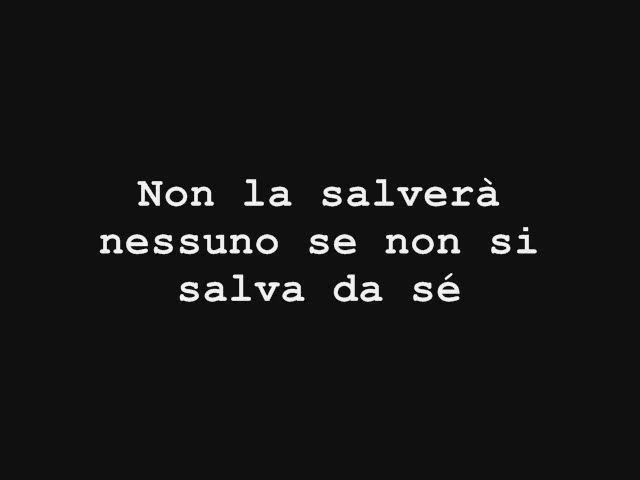 Non la salverà
nessuno se non si
salva da sé